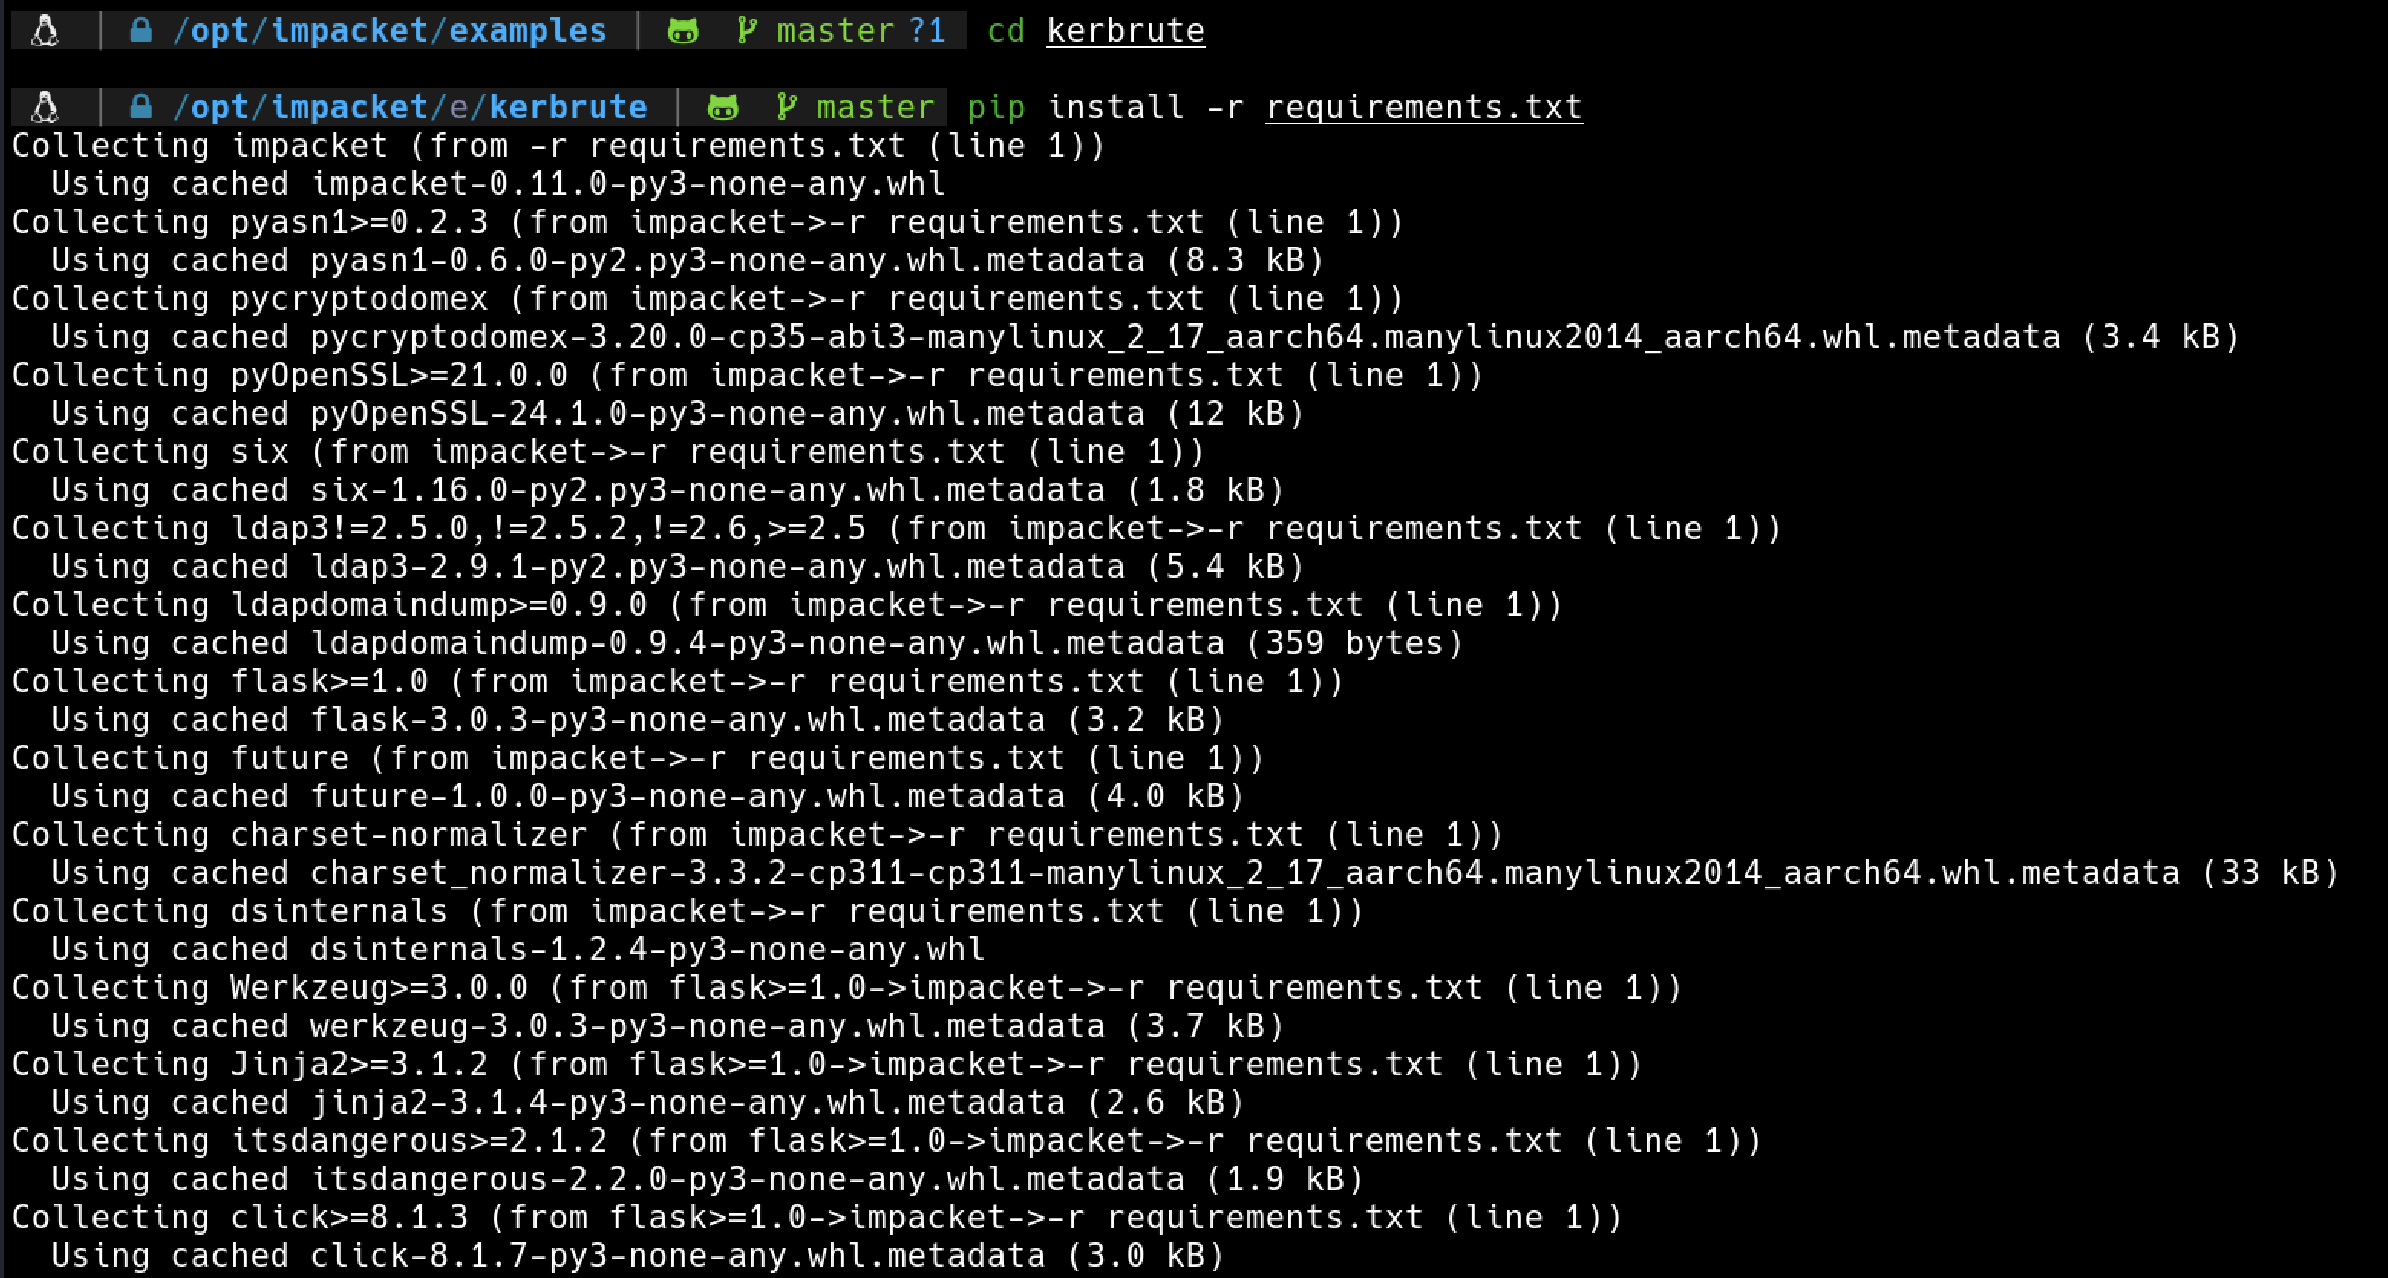 /opt/impacket/examples | master ?1 cd kerbrute
/opt/impacket/e/kerbrute | master pip install -r requirements.txt
Collecting impacket (from -r requirements.txt (line 1))
  Using cached impacket-0.11.0-py3-none-any.whl
Collecting pyasn1>=0.2.3 (from impacket->-r requirements.txt (line 1))
  Using cached pyasn1-0.6.0-py2.py3-none-any.whl.metadata (8.3 kB)
Collecting pycryptodomex (from impacket->-r requirements.txt (line 1))
  Using cached pycryptodomex-3.20.0-cp35-abi3-manylinux_2_17_aarch64.manylinux2014_aarch64.whl.metadata (3.4 kB)
Collecting pyOpenSSL>=21.0.0 (from impacket->-r requirements.txt (line 1))
  Using cached pyOpenSSL-24.1.0-py3-none-any.whl.metadata (12 kB)
Collecting six (from impacket->-r requirements.txt (line 1))
  Using cached six-1.16.0-py2.py3-none-any.whl.metadata (1.8 kB)
Collecting ldap3!=2.5.0,!=2.5.2,!=2.6,>=2.5 (from impacket->-r requirements.txt (line 1))
  Using cached ldap3-2.9.1-py2.py3-none-any.whl.metadata (5.4 kB)
Collecting ldapdomaindump>=0.9.0 (from impacket->-r requirements.txt (line 1))
  Using cached ldapdomaindump-0.9.4-py3-none-any.whl.metadata (359 bytes)
Collecting flask>=1.0 (from impacket->-r requirements.txt (line 1))
  Using cached flask-3.0.3-py3-none-any.whl.metadata (3.2 kB)
Collecting future (from impacket->-r requirements.txt (line 1))
  Using cached future-1.0.0-py3-none-any.whl.metadata (4.0 kB)
Collecting charset-normalizer (from impacket->-r requirements.txt (line 1))
  Using cached charset_normalizer-3.3.2-cp311-cp311-manylinux_2_17_aarch64.manylinux2014_aarch64.whl.metadata (33 kB)
Collecting dsinternals (from impacket->-r requirements.txt (line 1))
  Using cached dsinternals-1.2.4-py3-none-any.whl
Collecting Werkzeug>=3.0.0 (from flask>=1.0->impacket->-r requirements.txt (line 1))
  Using cached werkzeug-3.0.3-py3-none-any.whl.metadata (3.7 kB)
Collecting Jinja2>=3.1.2 (from flask>=1.0->impacket->-r requirements.txt (line 1))
  Using cached jinja2-3.1.4-py3-none-any.whl.metadata (2.6 kB)
Collecting itsdangerous>=2.1.2 (from flask>=1.0->impacket->-r requirements.txt (line 1))
  Using cached itsdangerous-2.2.0-py3-none-any.whl.metadata (1.9 kB)
Collecting click>=8.1.3 (from flask>=1.0->impacket->-r requirements.txt (line 1))
  Using cached click-8.1.7-py3-none-any.whl.metadata (3.0 kB)